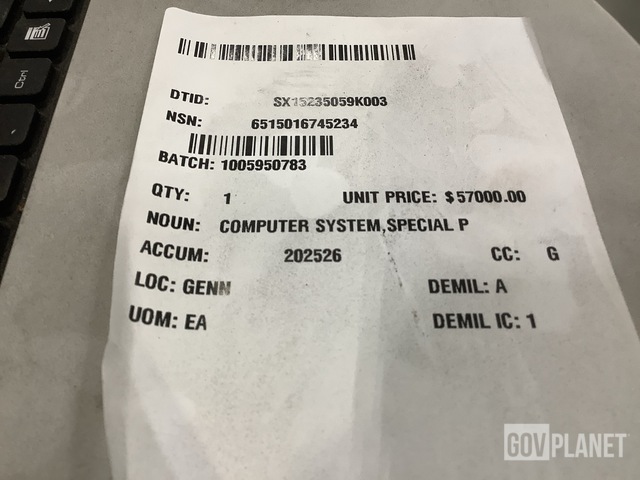 Ctrl
DTID: SX15235059K003
NSN: 6515016745234
BATCH: 1005950783
QTY: 1 UNIT PRICE: $57000.00
NOUN: COMPUTER SYSTEM,SPECIAL P
ACCUM: 202526 CC: G
LOC: GENN DEMIL: A
UOM: EA DEMIL IC: 1
GOVPLANET